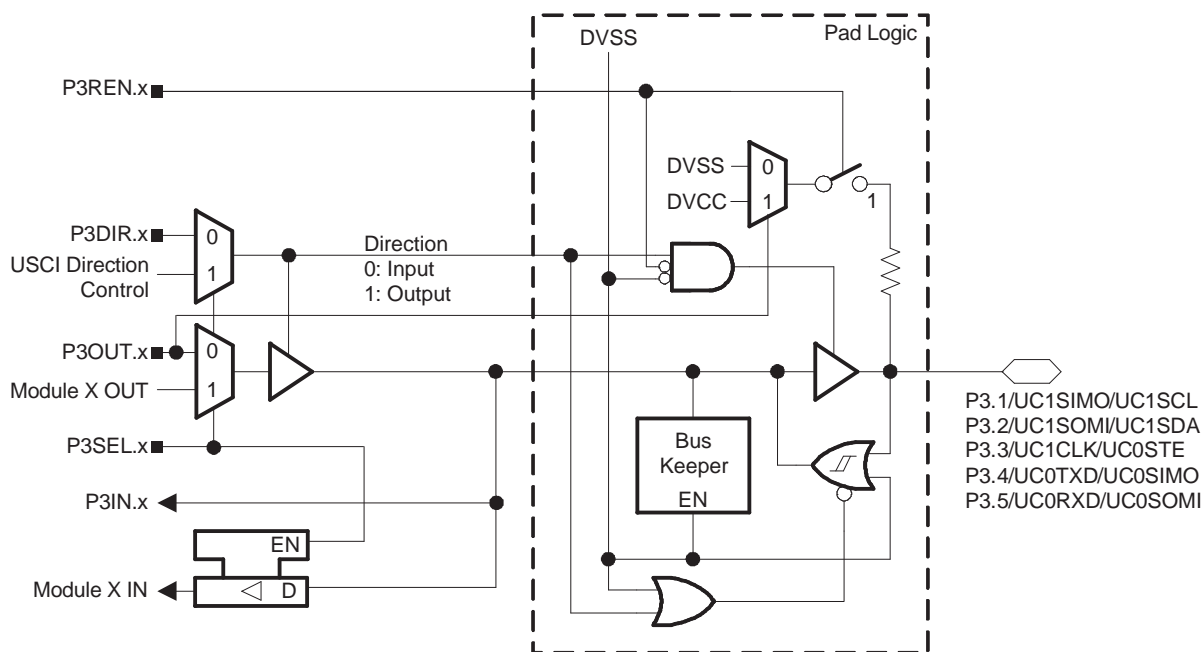 Pad Logic
DVSS
P3REN.x
DVSS
0
DVCC
1
1
P3DIR.x
0
USCI Direction
Control
1
Direction
0: Input
1: Output
P3OUT.x
0
Module X OUT
1
P3SEL.x
Bus
Keeper
EN
P3.1/UC1SIMO/UC1SCL
P3.2/UC1SOMI/UC1SDA
P3.3/UC1CLK/UC0STE
P3.4/UC0TXD/UC0SIMO
P3.5/UC0RXD/UC0SOMI
P3IN.x
EN
Module X IN
D